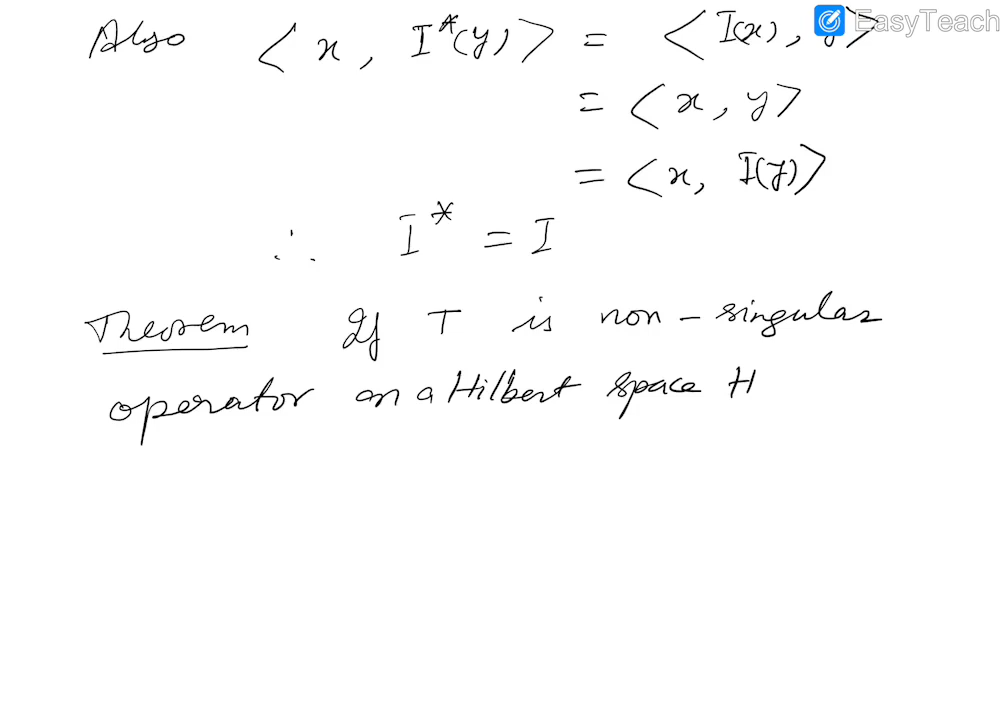 Also < x, I*(y) > = < I(x), y >
EasyTeach
= < x, y >
= < x, I(y) >
∴ I* = I
Theorem If T is non-singular
operator on a Hilbert space H